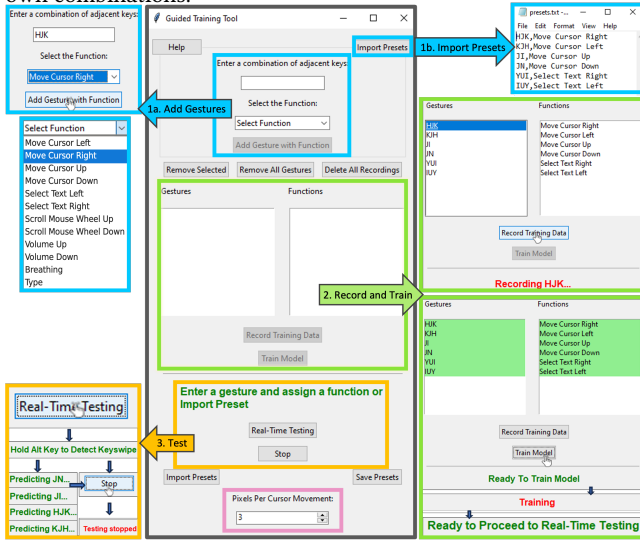 own combinations.
Enter a combination of adjacent keys:
HJK
Select the Function:
Move Cursor Right
Add Gesture with Function
Select Function
Move Cursor Left
Move Cursor Right
Move Cursor Up
Move Cursor Down
Select Text Left
Select Text Right
Scroll Mouse Wheel Up
Scroll Mouse Wheel Down
Volume Up
Volume Down
Breathing
Type
1a. Add Gestures
Guided Training Tool
Help
Import Presets
Enter a combination of adjacent keys:
Select the Function:
Select Function
Add Gesture with Function
Remove Selected
Remove All Gestures
Delete All Recordings
Gestures
Functions
Record Training Data
Train Model
Enter a gesture and assign a function or
Import Preset
Real-Time Testing
Stop
Import Presets
Save Presets
Pixels Per Cursor Movement:
3
1b. Import Presets
presets.txt -...
File Edit Format View Help
HJK,Move Cursor Right
KJH,Move Cursor Left
JI,Move Cursor Up
JN,Move Cursor Down
YUI,Select Text Right
IUY,Select Text Left
2. Record and Train
Gestures Functions
HJK Move Cursor Right
KJH Move Cursor Left
JI Move Cursor Up
JN Move Cursor Down
YUI Select Text Right
IUY Select Text Left
Record Training Data
Train Model
Recording HJK...
Gestures Functions
HJK Move Cursor Right
KJH Move Cursor Left
JI Move Cursor Up
JN Move Cursor Down
YUI Select Text Right
IUY Select Text Left
Record Training Data
Train Model
Ready To Train Model
Training
Ready to Proceed to Real-Time Testing
3. Test
Real-Time Testing
Hold Alt Key to Detect Keyswipe
Predicting JN...
Stop
Predicting JI...
Predicting HJK...
Predicting KJH...
Testing stopped